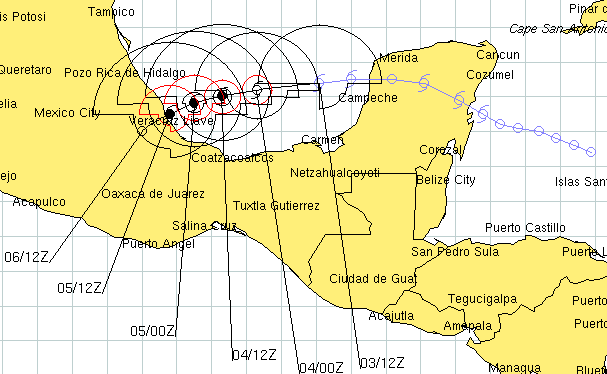 Pinar c
Tampico
is Potosi
Cape San Antonio
Merida
Cancun
Queretaro
Pozo Rica de Hidalgo
Cozumel
elia
Campeche
Mexico City
Carmen
Corozal
Coatzacoalcos
Netzahualcoyotl
ejo
Belize City
Islas Sant
Oaxaca de Juarez
Acapulco
Tuxtla Gutierrez
Salina Cruz
Puerto Castillo
Puerto Angel
San Pedro Sula
Puerto L
06/12Z
Ciudad de Guat
05/12Z
Tegucigalpa
Puerto
Acajutla
Amapala
Puerto
05/00Z
04/12Z
03/12Z
04/00Z
Managua
Bluef